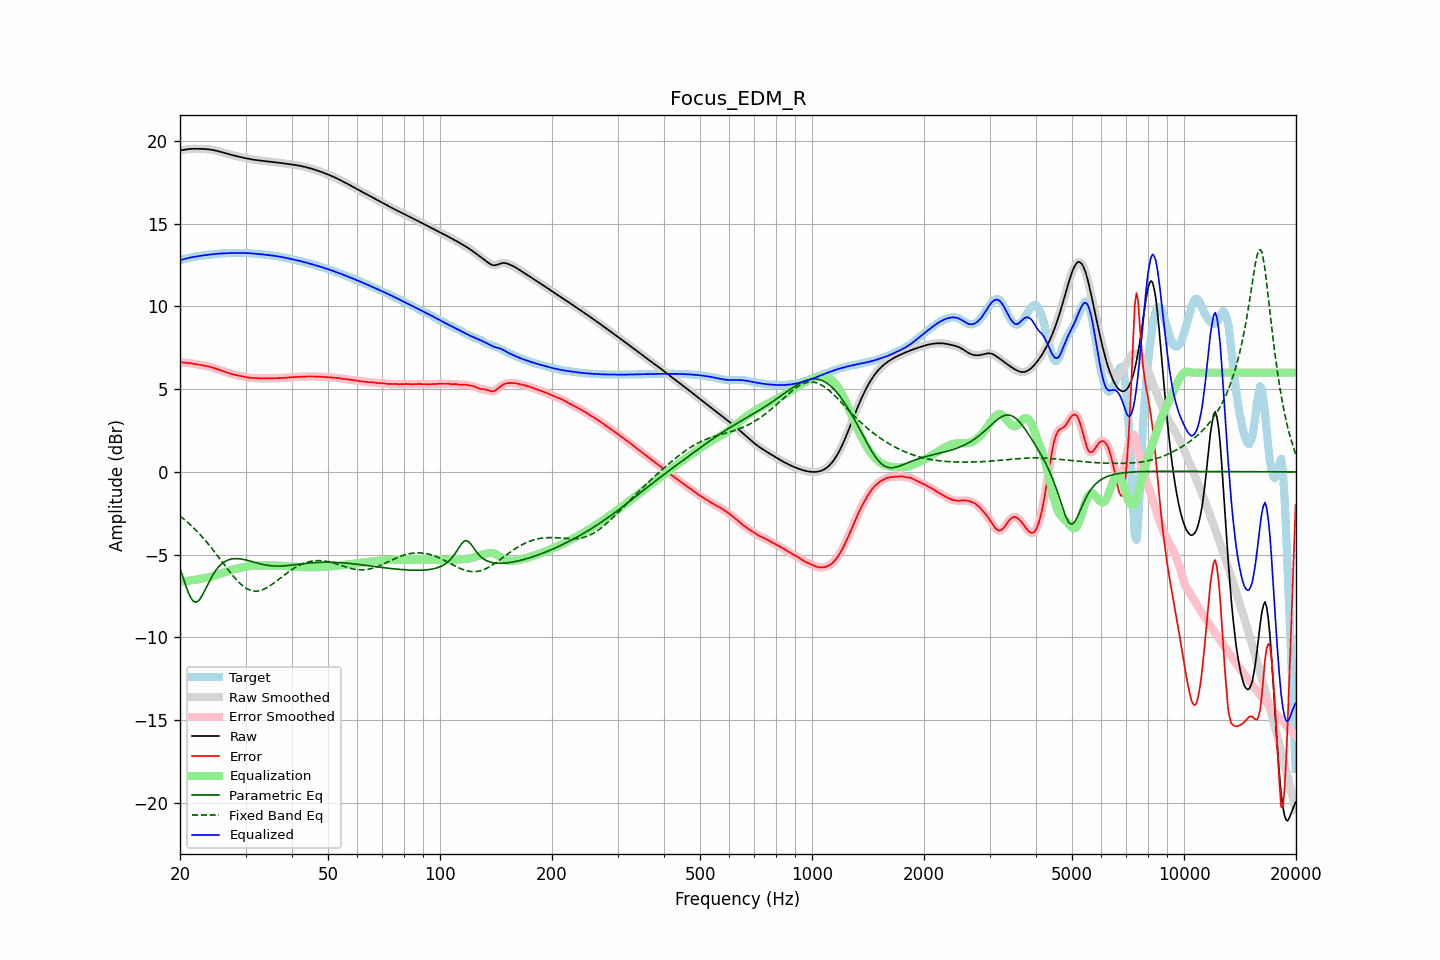 Focus_EDM_R
Amplitude (dBr)
20
15
10
5
0
−5
−10
−15
−20
Target
Raw Smoothed
Error Smoothed
Raw
Error
Equalization
Parametric Eq
Fixed Band Eq
Equalized
20 50 100 200 500 1000 2000 5000 10000 20000
Frequency (Hz)